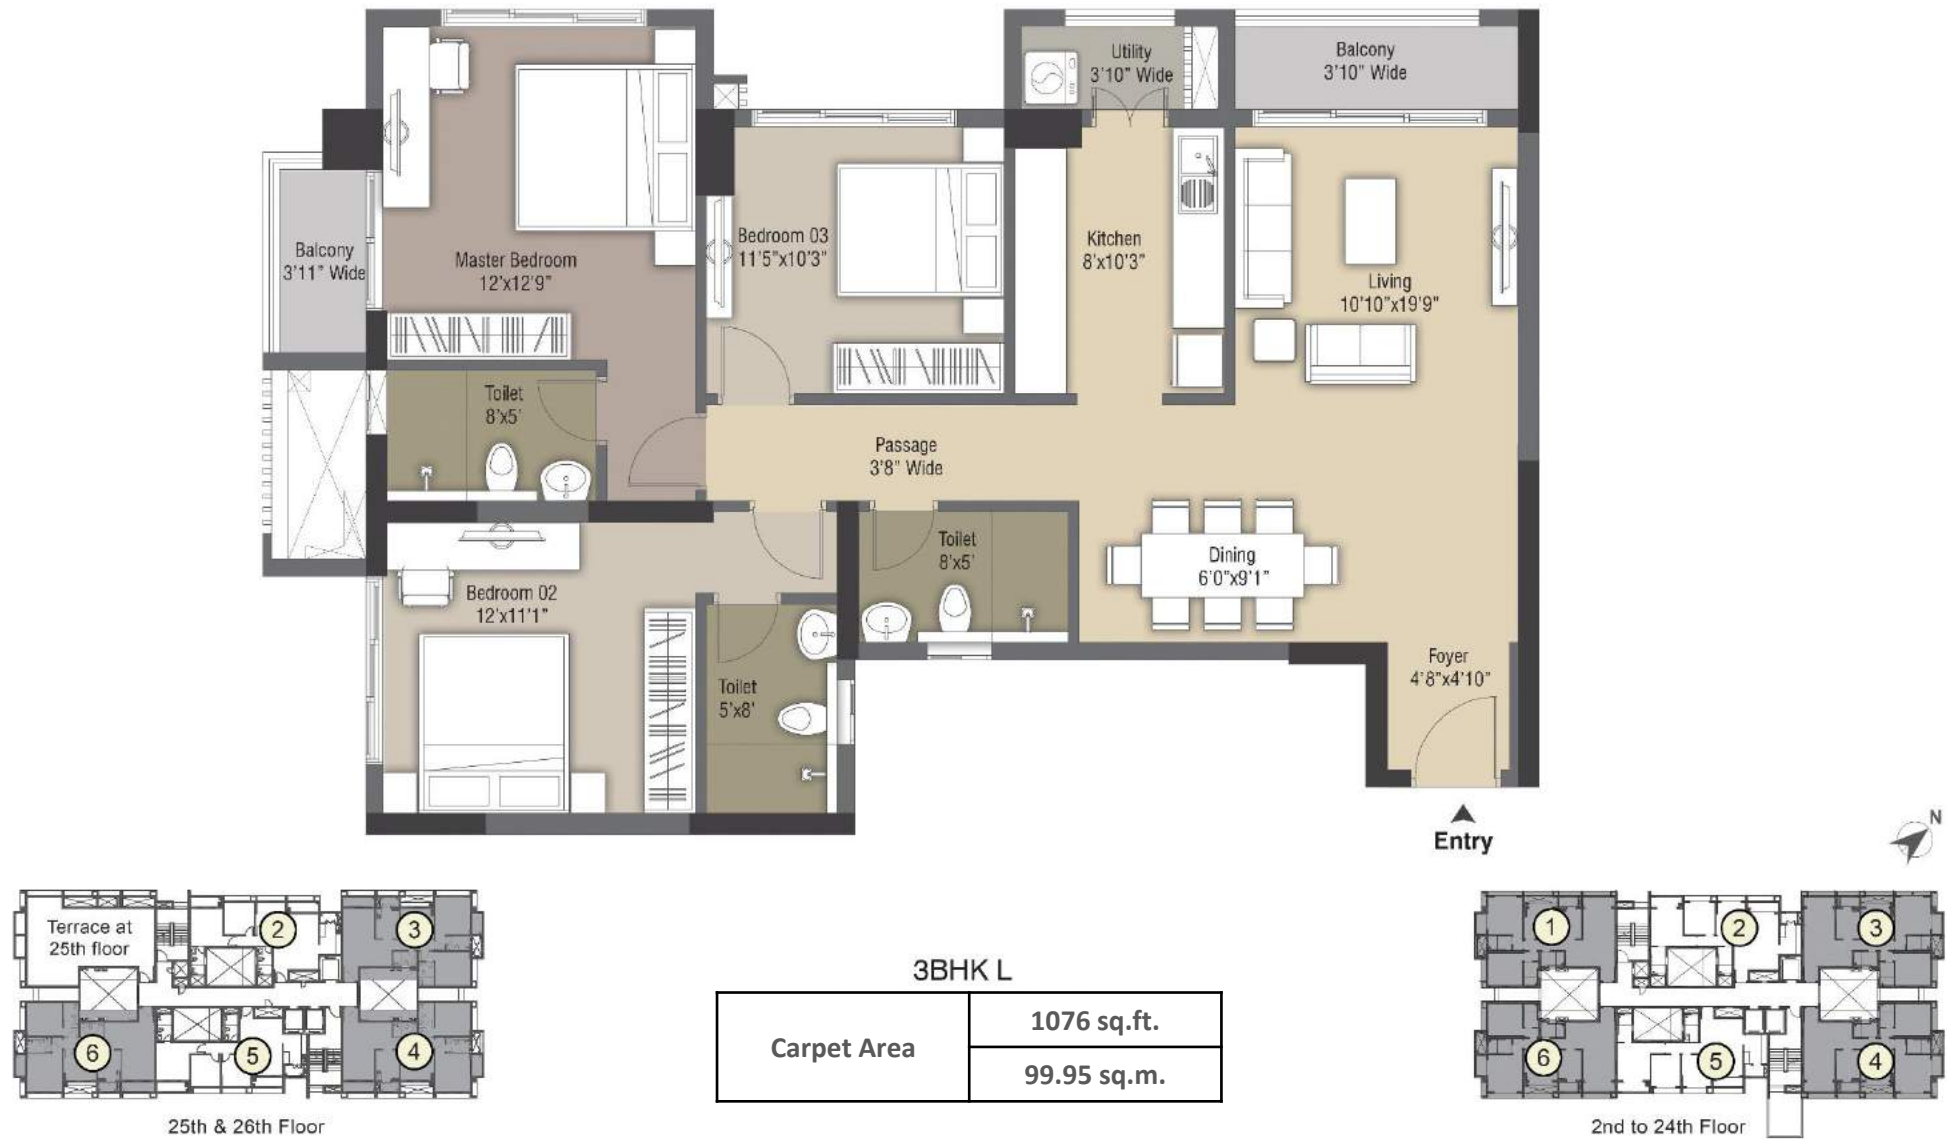 Utility
3'10" Wide
Balcony
3'10" Wide
Balcony
3'11" Wide
Master Bedroom
12'x12'9"
Bedroom 03
11'5"x10'3"
Kitchen
8'x10'3"
Living
10'10"x19'9"
Toilet
8'x5'
Passage
3'8" Wide
Toilet
8'x5'
Dining
6'0"x9'1"
Bedroom 02
12'x11'1"
Toilet
5'x8'
Foyer
4'8"x4'10"
Entry
N
Terrace at
25th floor
2
3
6
5
4
25th & 26th Floor
3BHK L
Carpet Area
1076 sq.ft.
99.95 sq.m.
1
2
3
6
5
4
2nd to 24th Floor